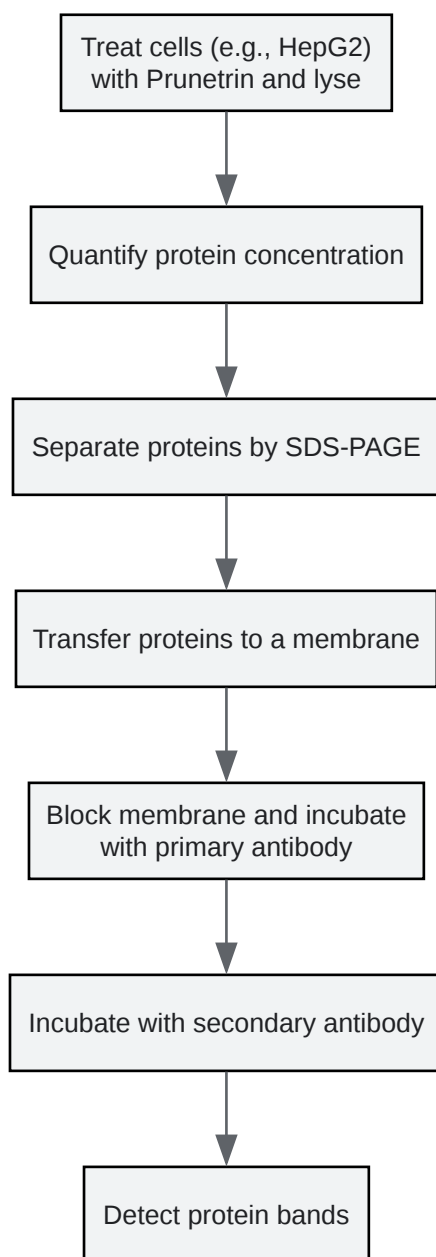 Treat cells (e.g., HepG2)
with Prunetrin and lyse
Quantify protein concentration
Separate proteins by SDS-PAGE
Transfer proteins to a membrane
Block membrane and incubate
with primary antibody
Incubate with secondary antibody
Detect protein bands